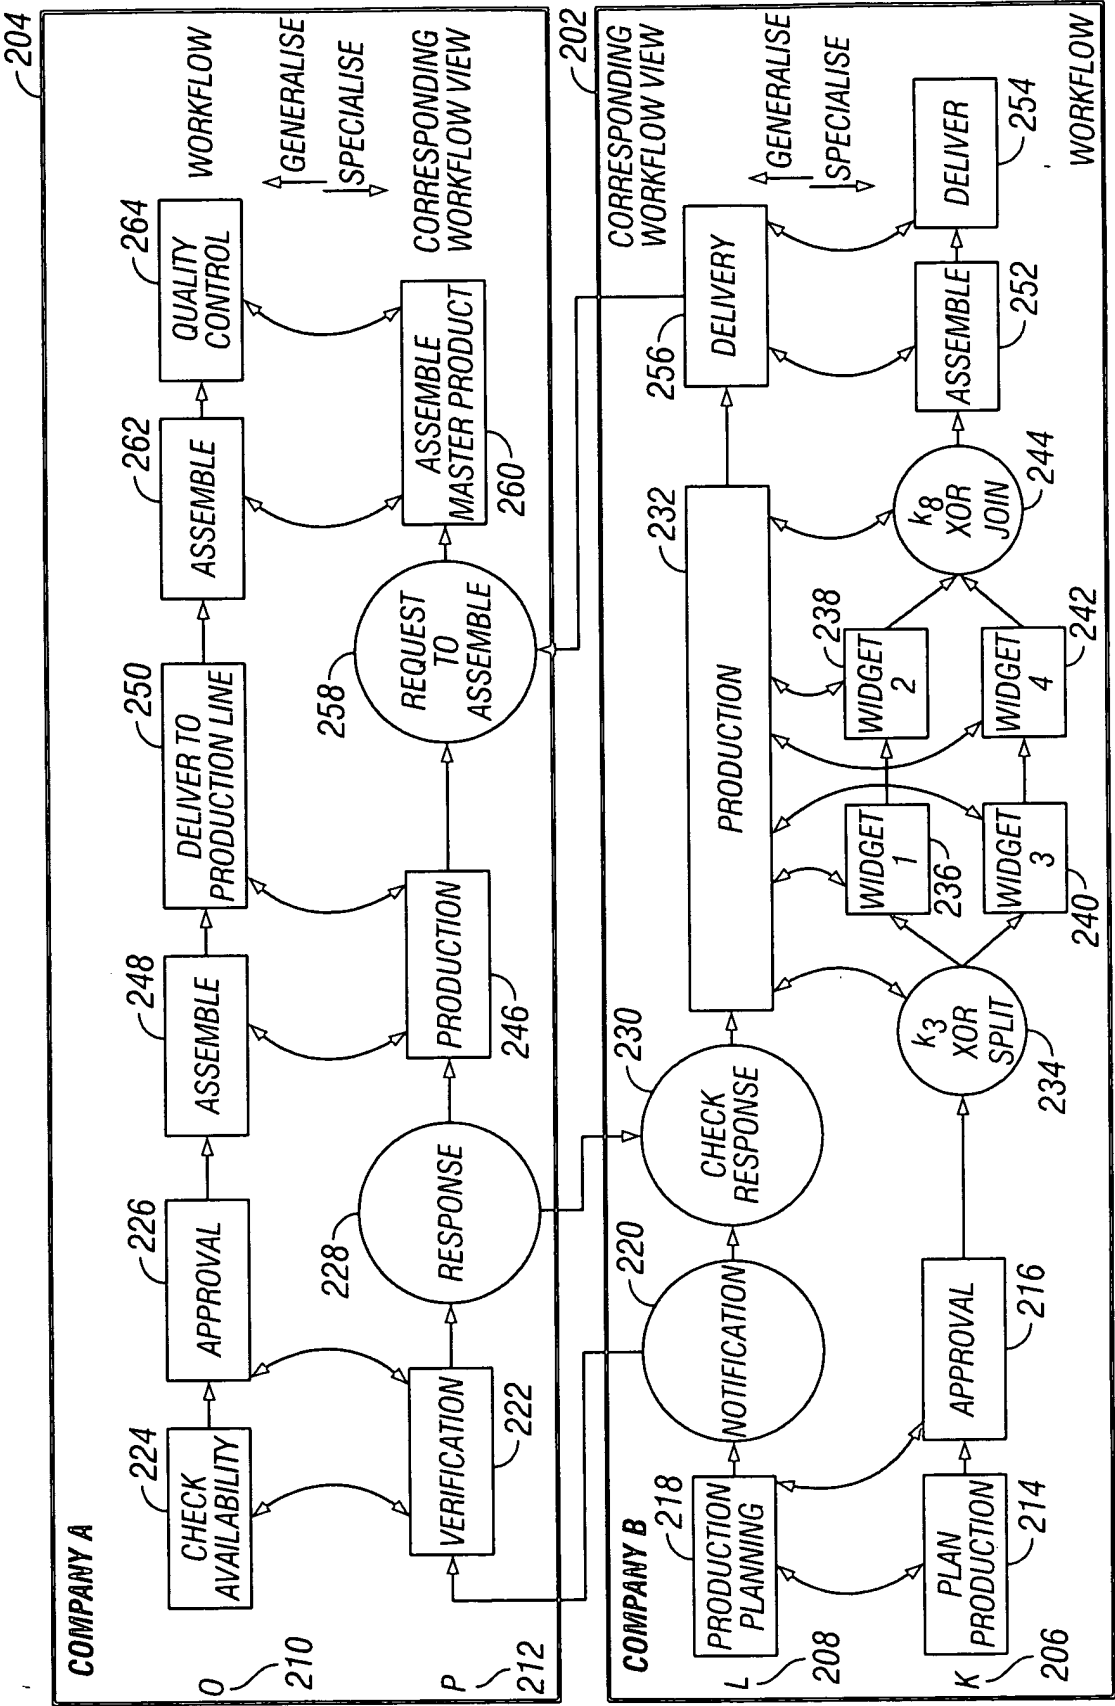 204
COMPANY A
WORKFLOW
GENERALISE
SPECIALISE
CORRESPONDING
WORKFLOW VIEW
O
210
224
CHECK
AVAILABILITY
226
APPROVAL
248
ASSEMBLE
250
DELIVER TO
PRODUCTION LINE
262
ASSEMBLE
264
QUALITY
CONTROL
P
212
VERIFICATION
222
228
RESPONSE
PRODUCTION
246
258
REQUEST
TO
ASSEMBLE
ASSEMBLE
MASTER PRODUCT
260
202
COMPANY B
CORRESPONDING
WORKFLOW VIEW
GENERALISE
SPECIALISE
WORKFLOW
L
208
218
PRODUCTION
PLANNING
220
NOTIFICATION
230
CHECK
RESPONSE
232
PRODUCTION
256
DELIVERY
K
206
PLAN
PRODUCTION
214
APPROVAL
216
k3
XOR
SPLIT
234
WIDGET
1
236
238
WIDGET
2
WIDGET
3
240
WIDGET
4
242
k8
XOR
JOIN
244
ASSEMBLE
252
DELIVER
254